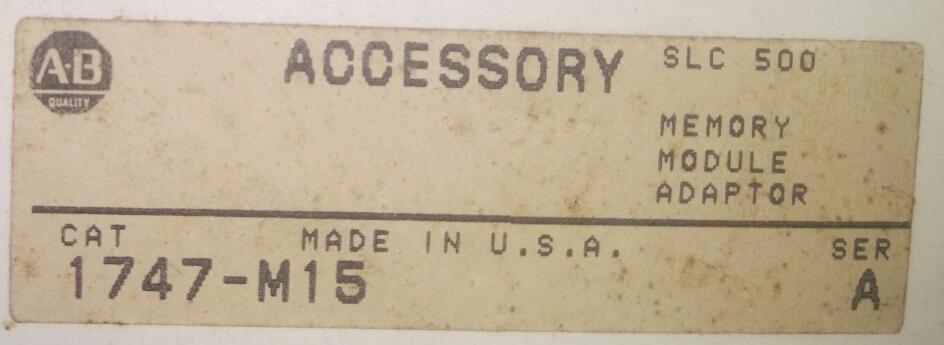 A·B
QUALITY
ACCESSORY
SLC 500
MEMORY
MODULE
ADAPTOR
CAT
MADE IN U.S.A.
SER
1747-M15
A